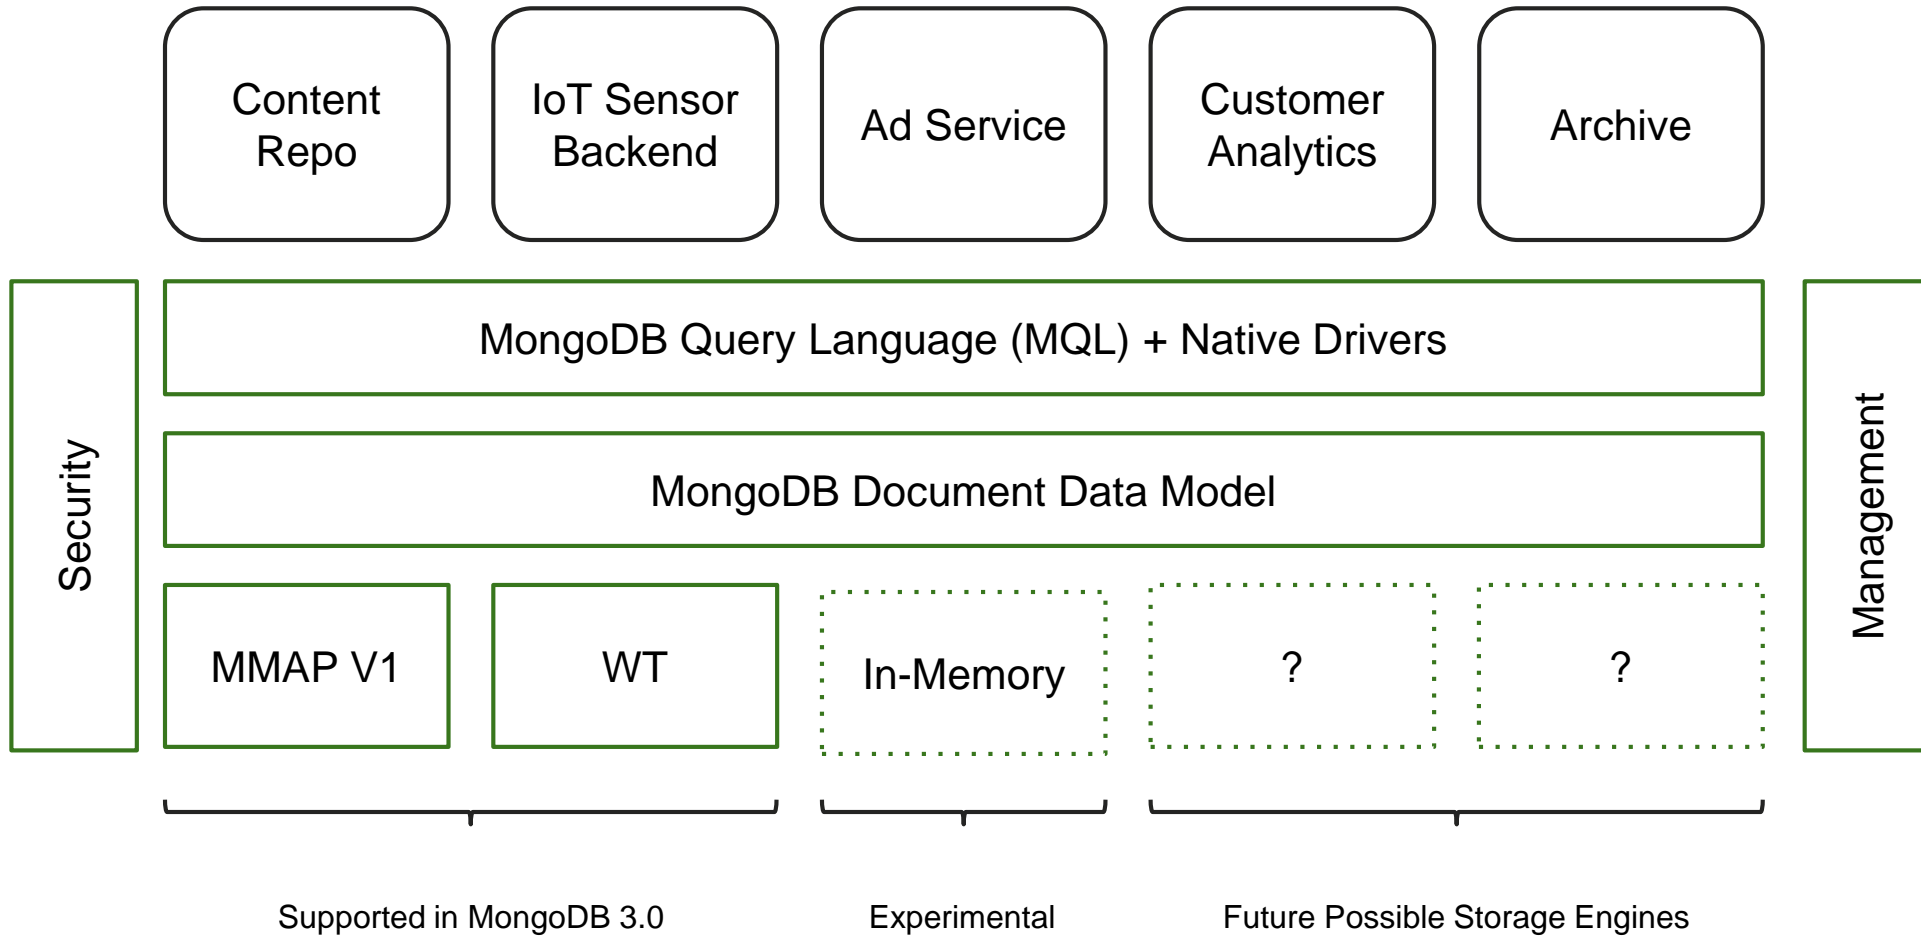 Content
Repo
IoT Sensor
Backend
Ad Service
Customer
Analytics
Archive
Security
MongoDB Query Language (MQL) + Native Drivers
MongoDB Document Data Model
Management
MMAP V1
WT
In-Memory
?
?
Supported in MongoDB 3.0
Experimental
Future Possible Storage Engines